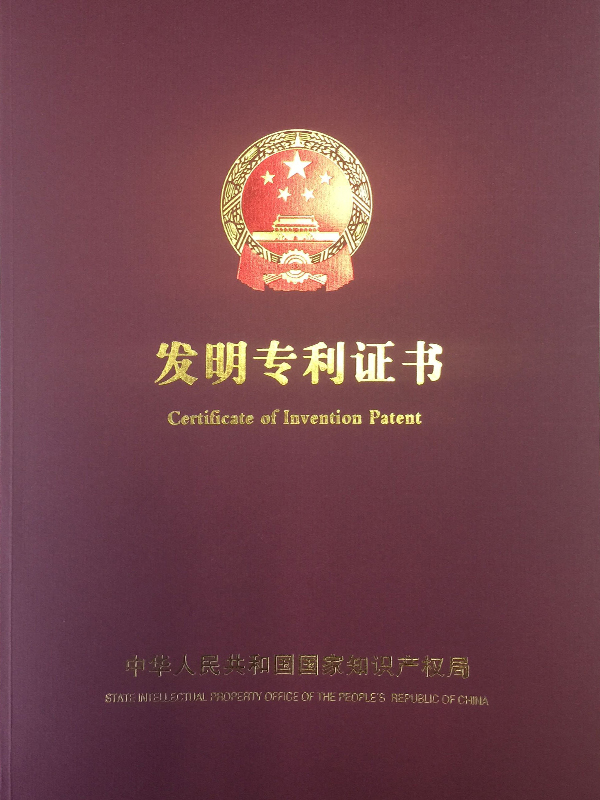 发明专利证书
Certificate of Invention Patent
中华人民共和国国家知识产权局
STATE INTELLECTUAL PROPERTY OFFICE OF THE PEOPLE'S REPUBLIC OF CHINA